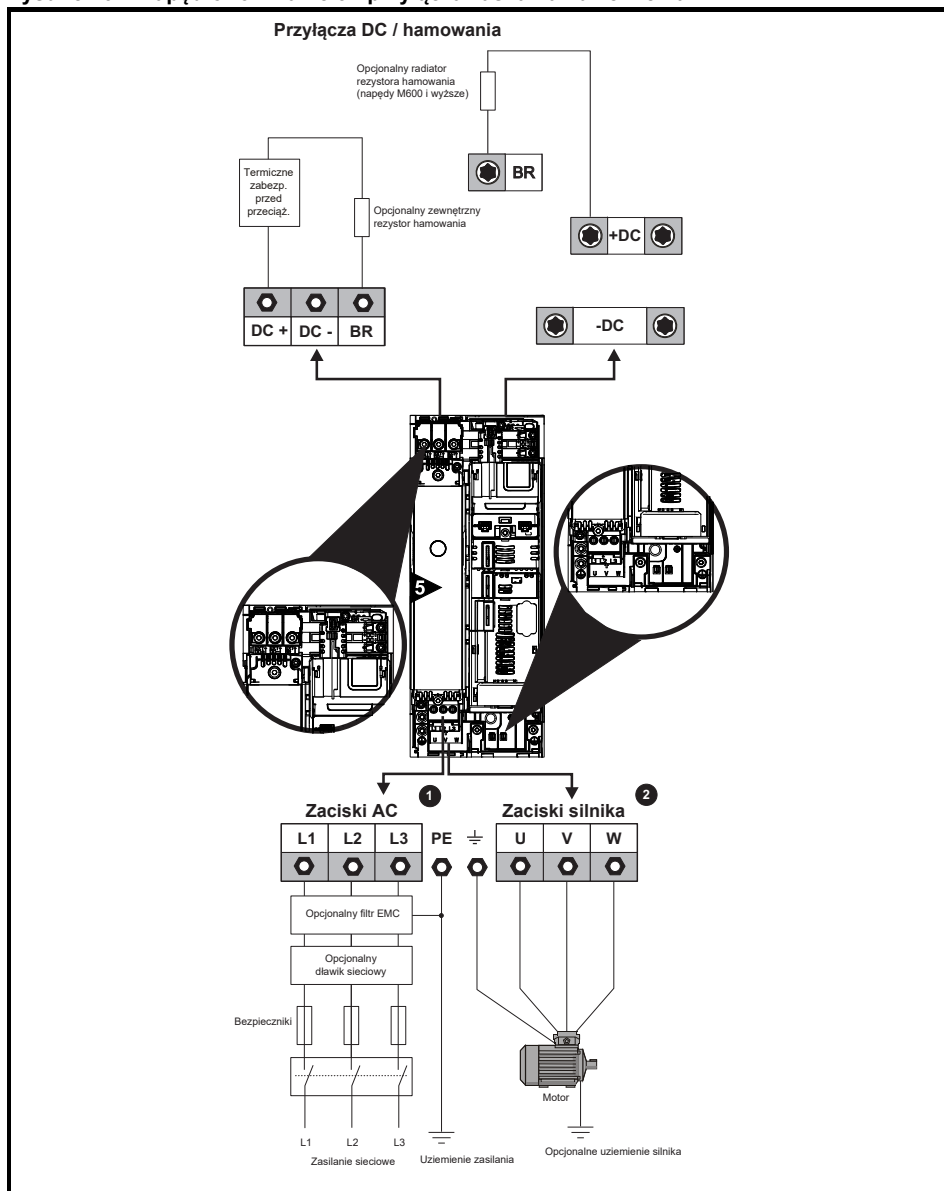 Przyłącza DC / hamowania
Opcjonalny radiator
rezystora hamowania
(napędy M600 i wyższe)
BR
Termiczne
zabezp.
przed
przeciąż.
Opcjonalny zewnętrzny
rezystor hamowania
+DC
DC + DC - BR
-DC
5
U V W
1 2
Zaciski AC Zaciski silnika
L1 L2 L3 PE U V W
Opcjonalny filtr EMC
Opcjonalny
dławik sieciowy
Bezpieczniki
Motor
L1 L2 L3
Zasilanie sieciowe Uziemienie zasilania Opcjonalne uziemienie silnika